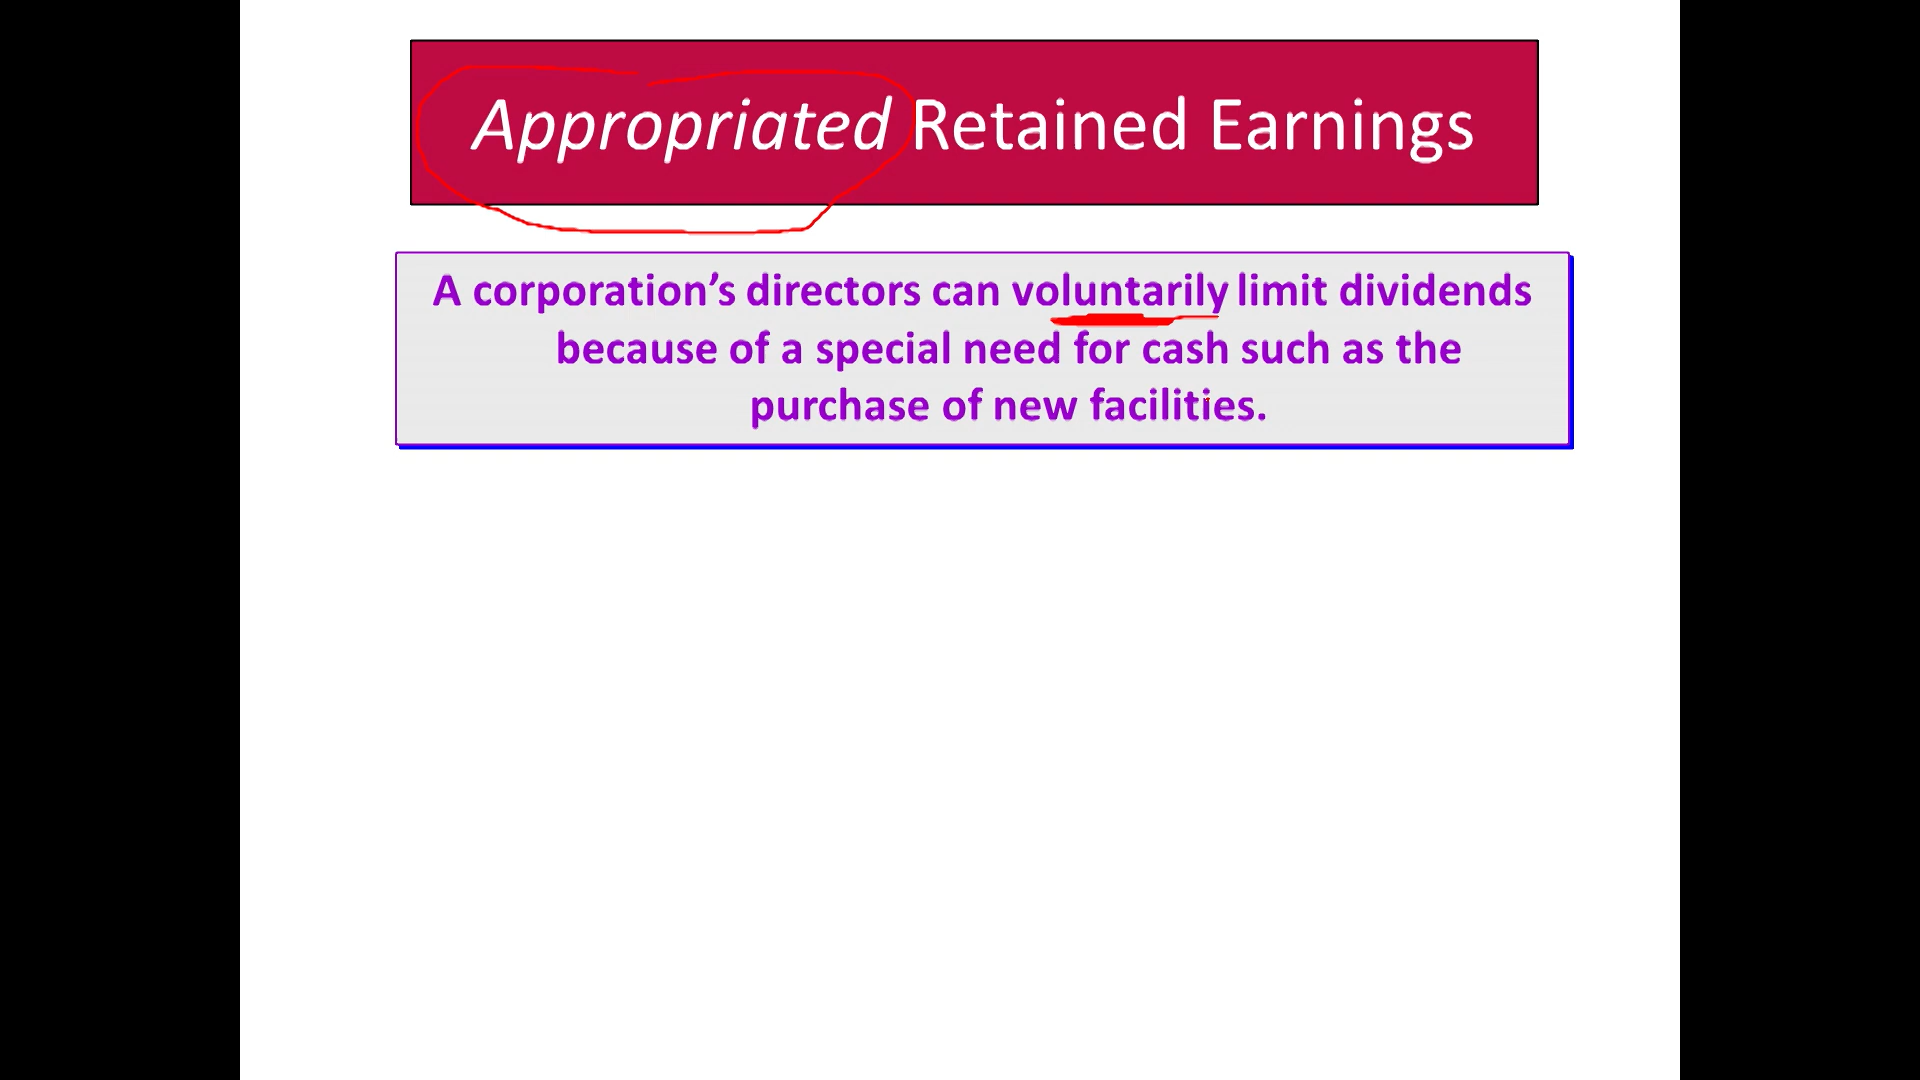 Appropriated Retained Earnings
A corporation’s directors can voluntarily limit dividends
because of a special need for cash such as the
purchase of new facilities.